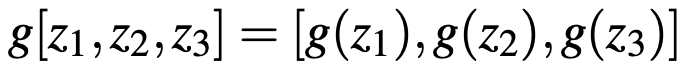 g[z₁, z₂, z₃] = [g(z₁), g(z₂), g(z₃)]